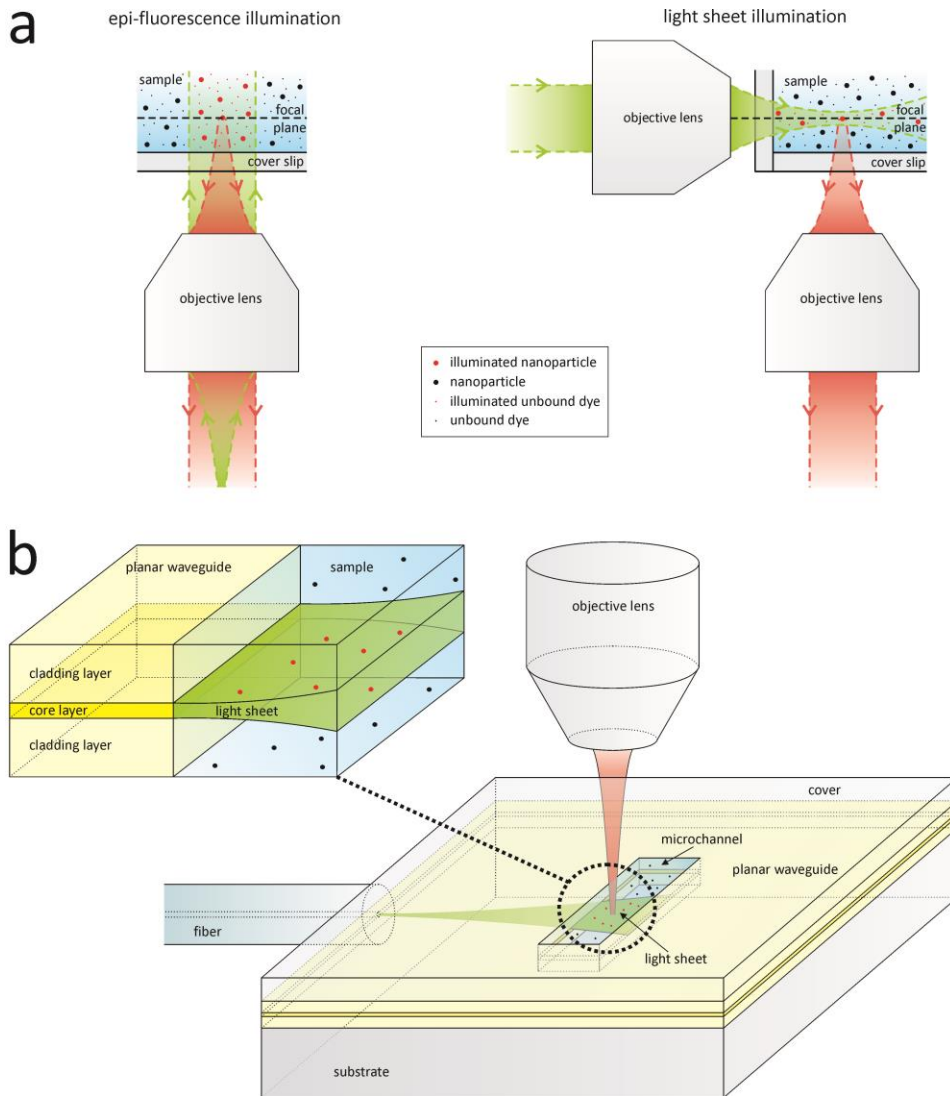 a
epi-fluorescence illumination
light sheet illumination
sample
focal
plane
cover slip
objective lens
objective lens
sample
focal
plane
cover slip
objective lens
illuminated nanoparticle
nanoparticle
illuminated unbound dye
unbound dye
b
planar waveguide
sample
cladding layer
core layer
light sheet
cladding layer
objective lens
cover
microchannel
planar waveguide
fiber
light sheet
substrate